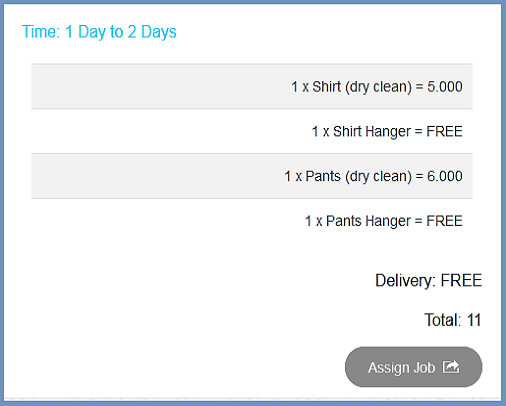 Time: 1 Day to 2 Days
1 x Shirt (dry clean) = 5.000
1 x Shirt Hanger = FREE
1 x Pants (dry clean) = 6.000
1 x Pants Hanger = FREE
Delivery: FREE
Total: 11
Assign Job